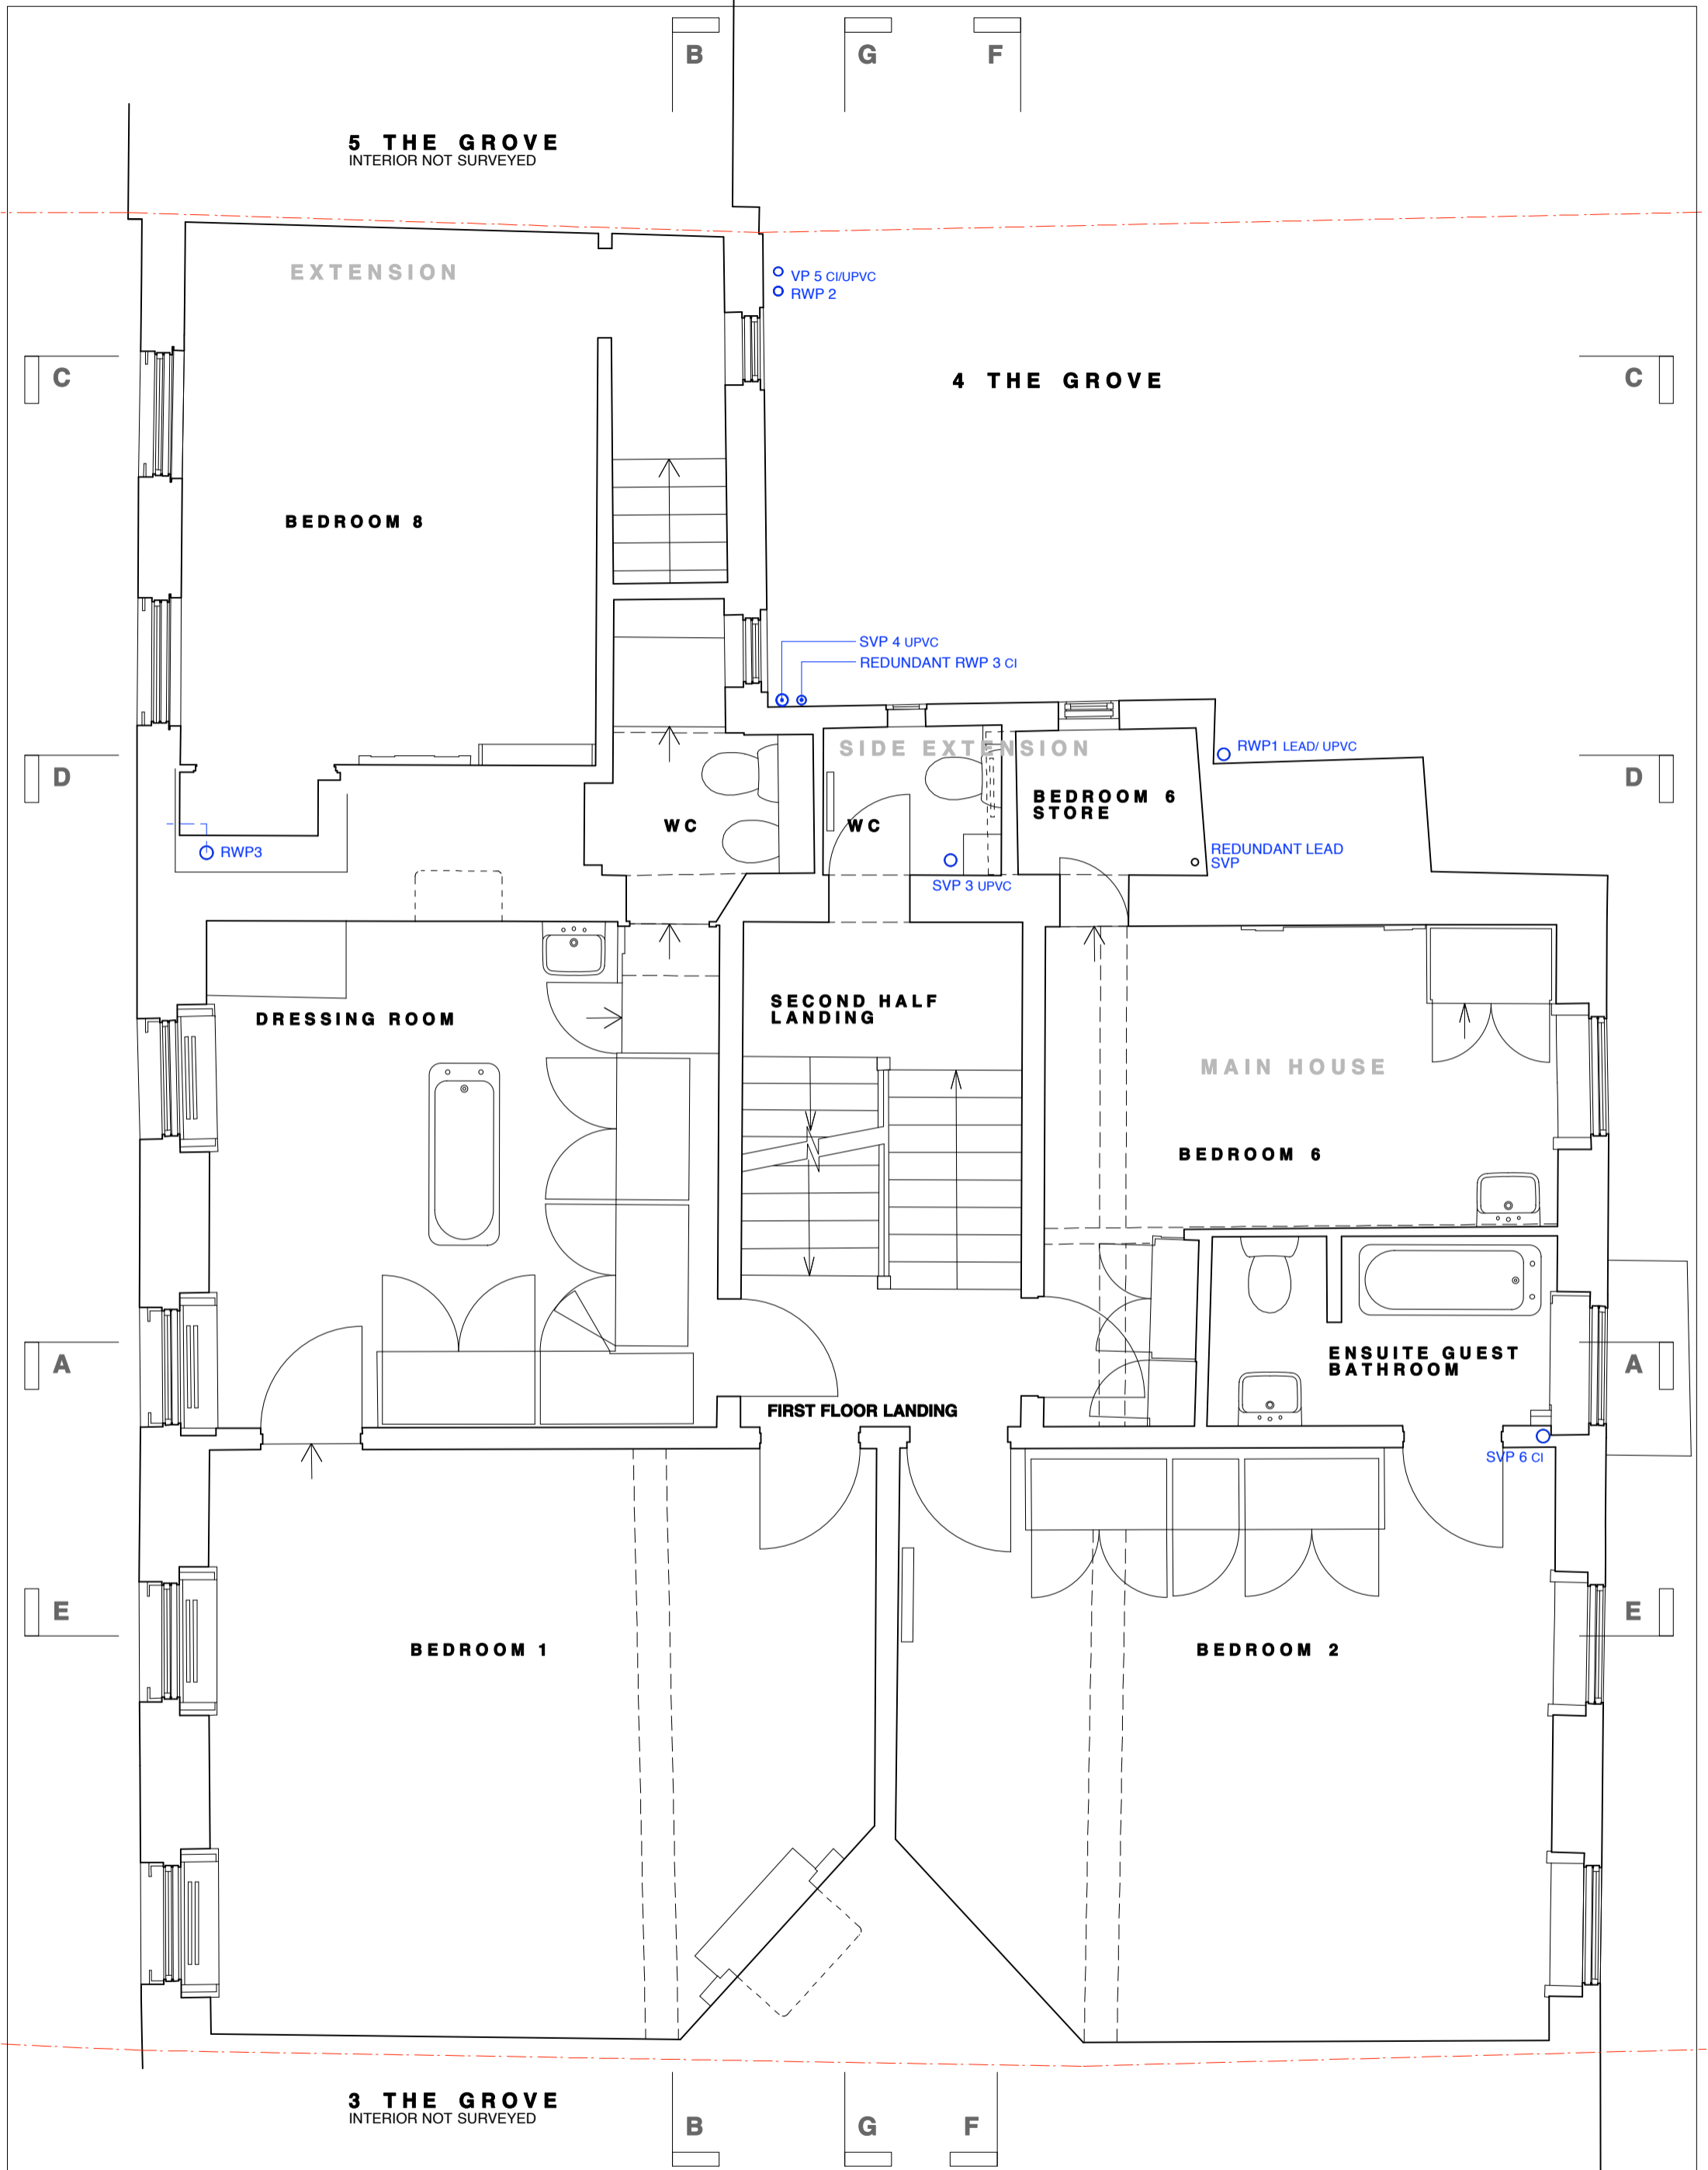 B
G
F
5 THE GROVE
INTERIOR NOT SURVEYED
EXTENSION
VP 5 CI/UPVC
RWP 2
C
4 THE GROVE
C
BEDROOM 8
SVP 4 UPVC
REDUNDANT RWP 3 CI
SIDE EXTENSION
RWP1 LEAD/ UPVC
D
D
BEDROOM 6
STORE
WC
WC
RWP3
REDUNDANT LEAD
SVP
SVP 3 UPVC
SECOND HALF
LANDING
DRESSING ROOM
MAIN HOUSE
BEDROOM 6
A
ENSUITE GUEST
BATHROOM
A
FIRST FLOOR LANDING
SVP 6 CI
E
E
BEDROOM 1
BEDROOM 2
3 THE GROVE
INTERIOR NOT SURVEYED
B
G
F